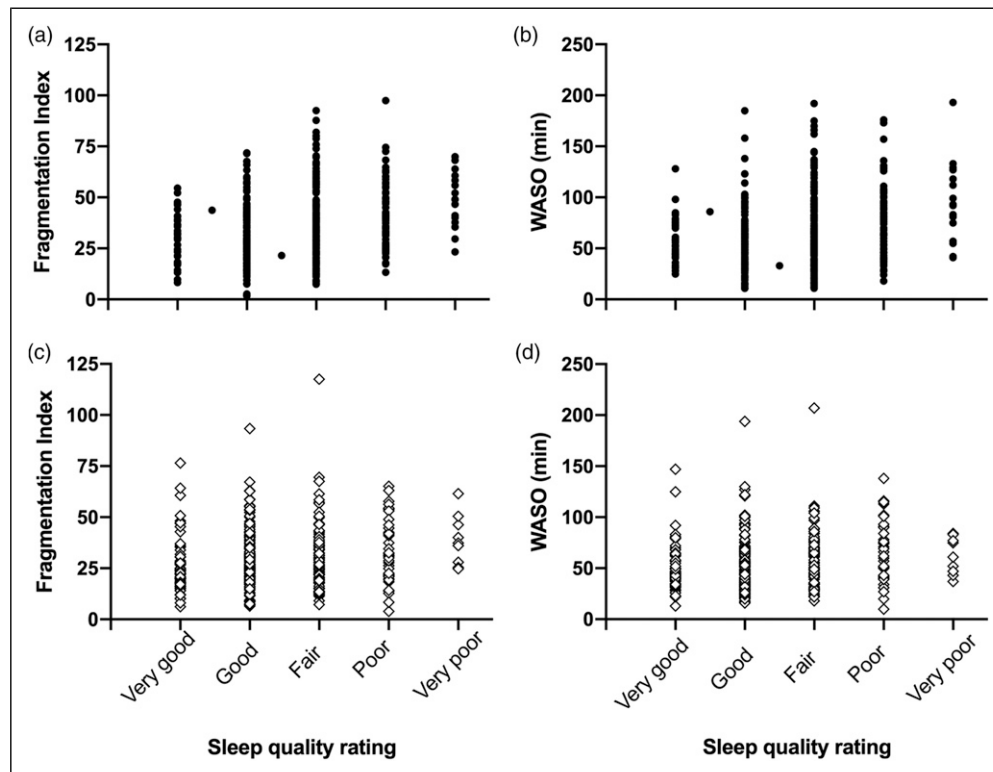 (a)
Fragmentation Index
125
100
75
50
25
0
(b)
WASO (min)
250
200
150
100
50
0
(c)
Fragmentation Index
125
100
75
50
25
0
Very good
Good
Fair
Poor
Very poor
Sleep quality rating
(d)
WASO (min)
250
200
150
100
50
0
Very good
Good
Fair
Poor
Very poor
Sleep quality rating